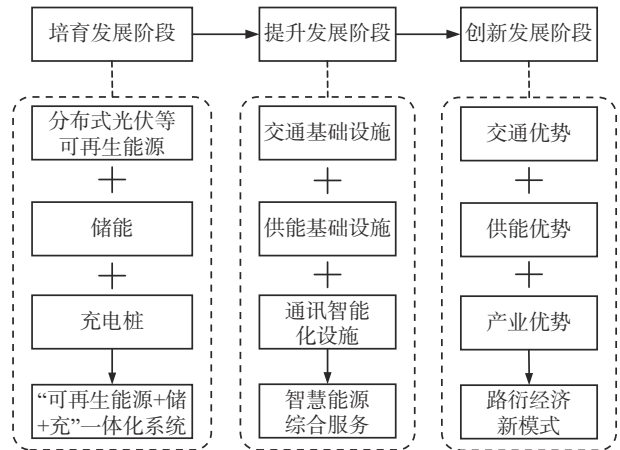 培育发展阶段
提升发展阶段
创新发展阶段
分布式光伏等
可再生能源
+
储能
+
充电桩
“可再生能源+储
+充”一体化系统
交通基础设施
+
供能基础设施
+
通讯智能
化设施
智慧能源
综合服务
交通优势
+
供能优势
+
产业优势
路衍经济
新模式